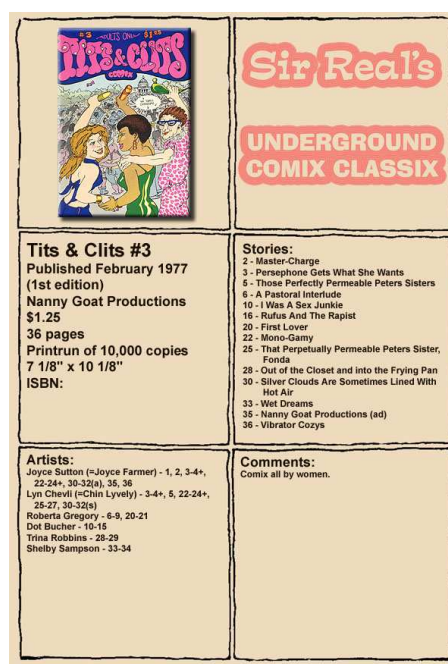 #3 ADULTS ONLY $1.25
TITS & CLITS
COMIX
Sir Real's
UNDERGROUND
COMIX CLASSIX
Tits & Clits #3
Published February 1977
(1st edition)
Nanny Goat Productions
$1.25
36 pages
Printrun of 10,000 copies
7 1/8" x 10 1/8"
ISBN:
Stories:
2 - Master-Charge
3 - Persephone Gets What She Wants
5 - Those Perfectly Permeable Peters Sisters
6 - A Pastoral Interlude
10 - I Was A Sex Junkie
16 - Rufus And The Rapist
20 - First Lover
22 - Mono-Gamy
25 - That Perpetually Permeable Peters Sister,
Fonda
28 - Out of the Closet and into the Frying Pan
30 - Silver Clouds Are Sometimes Lined With
Hot Air
33 - Wet Dreams
35 - Nanny Goat Productions (ad)
36 - Vibrator Cozys
Artists:
Joyce Sutton (=Joyce Farmer) - 1, 2, 3-4+,
22-24+, 30-32(a), 35, 36
Lyn Chevli (=Chin Lyvely) - 3-4+, 5, 22-24+,
25-27, 30-32(s)
Roberta Gregory - 6-9, 20-21
Dot Bucher - 10-15
Trina Robbins - 28-29
Shelby Sampson - 33-34
Comments:
Comix all by women.